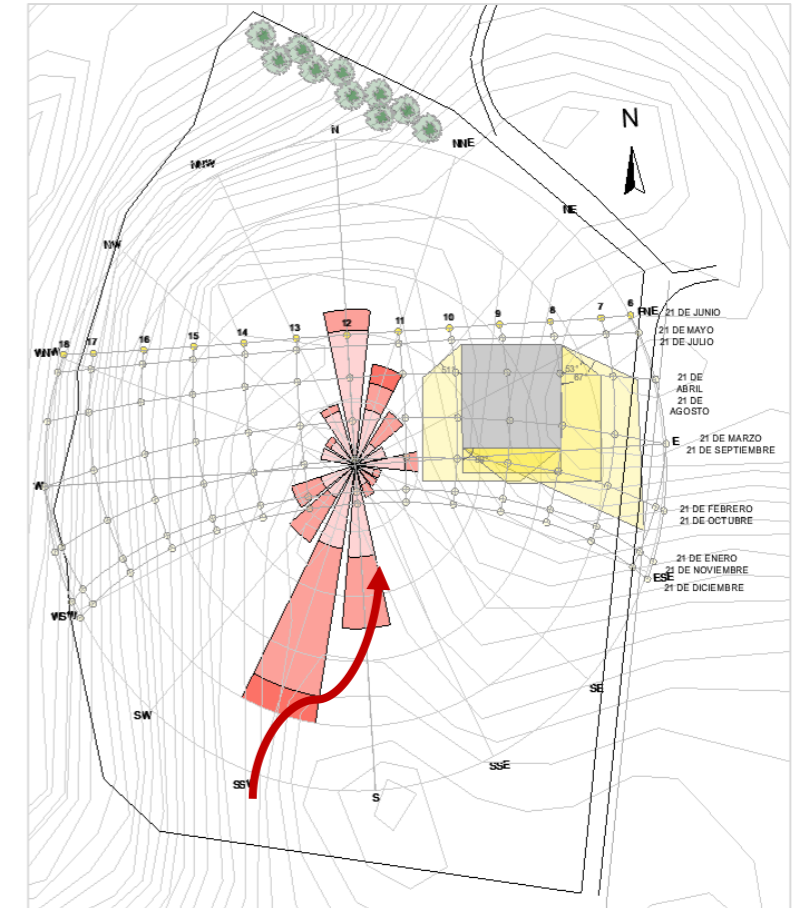 N
N
NNE
NNW
NE
NW
6
7
8
9
10
11
12
13
14
15
16
17
18
21 DE JUNIO
WNW
21 DE MAYO
21 DE JULIO
53°
67°
21 DE
ABRIL
21 DE
AGOSTO
E
21 DE MARZO
21 DE SEPTIEMBRE
W
21 DE FEBRERO
21 DE OCTUBRE
21 DE ENERO
21 DE NOVIEMBRE
ESE
21 DE DICIEMBRE
WSW
SE
SW
SSE
SSW
S